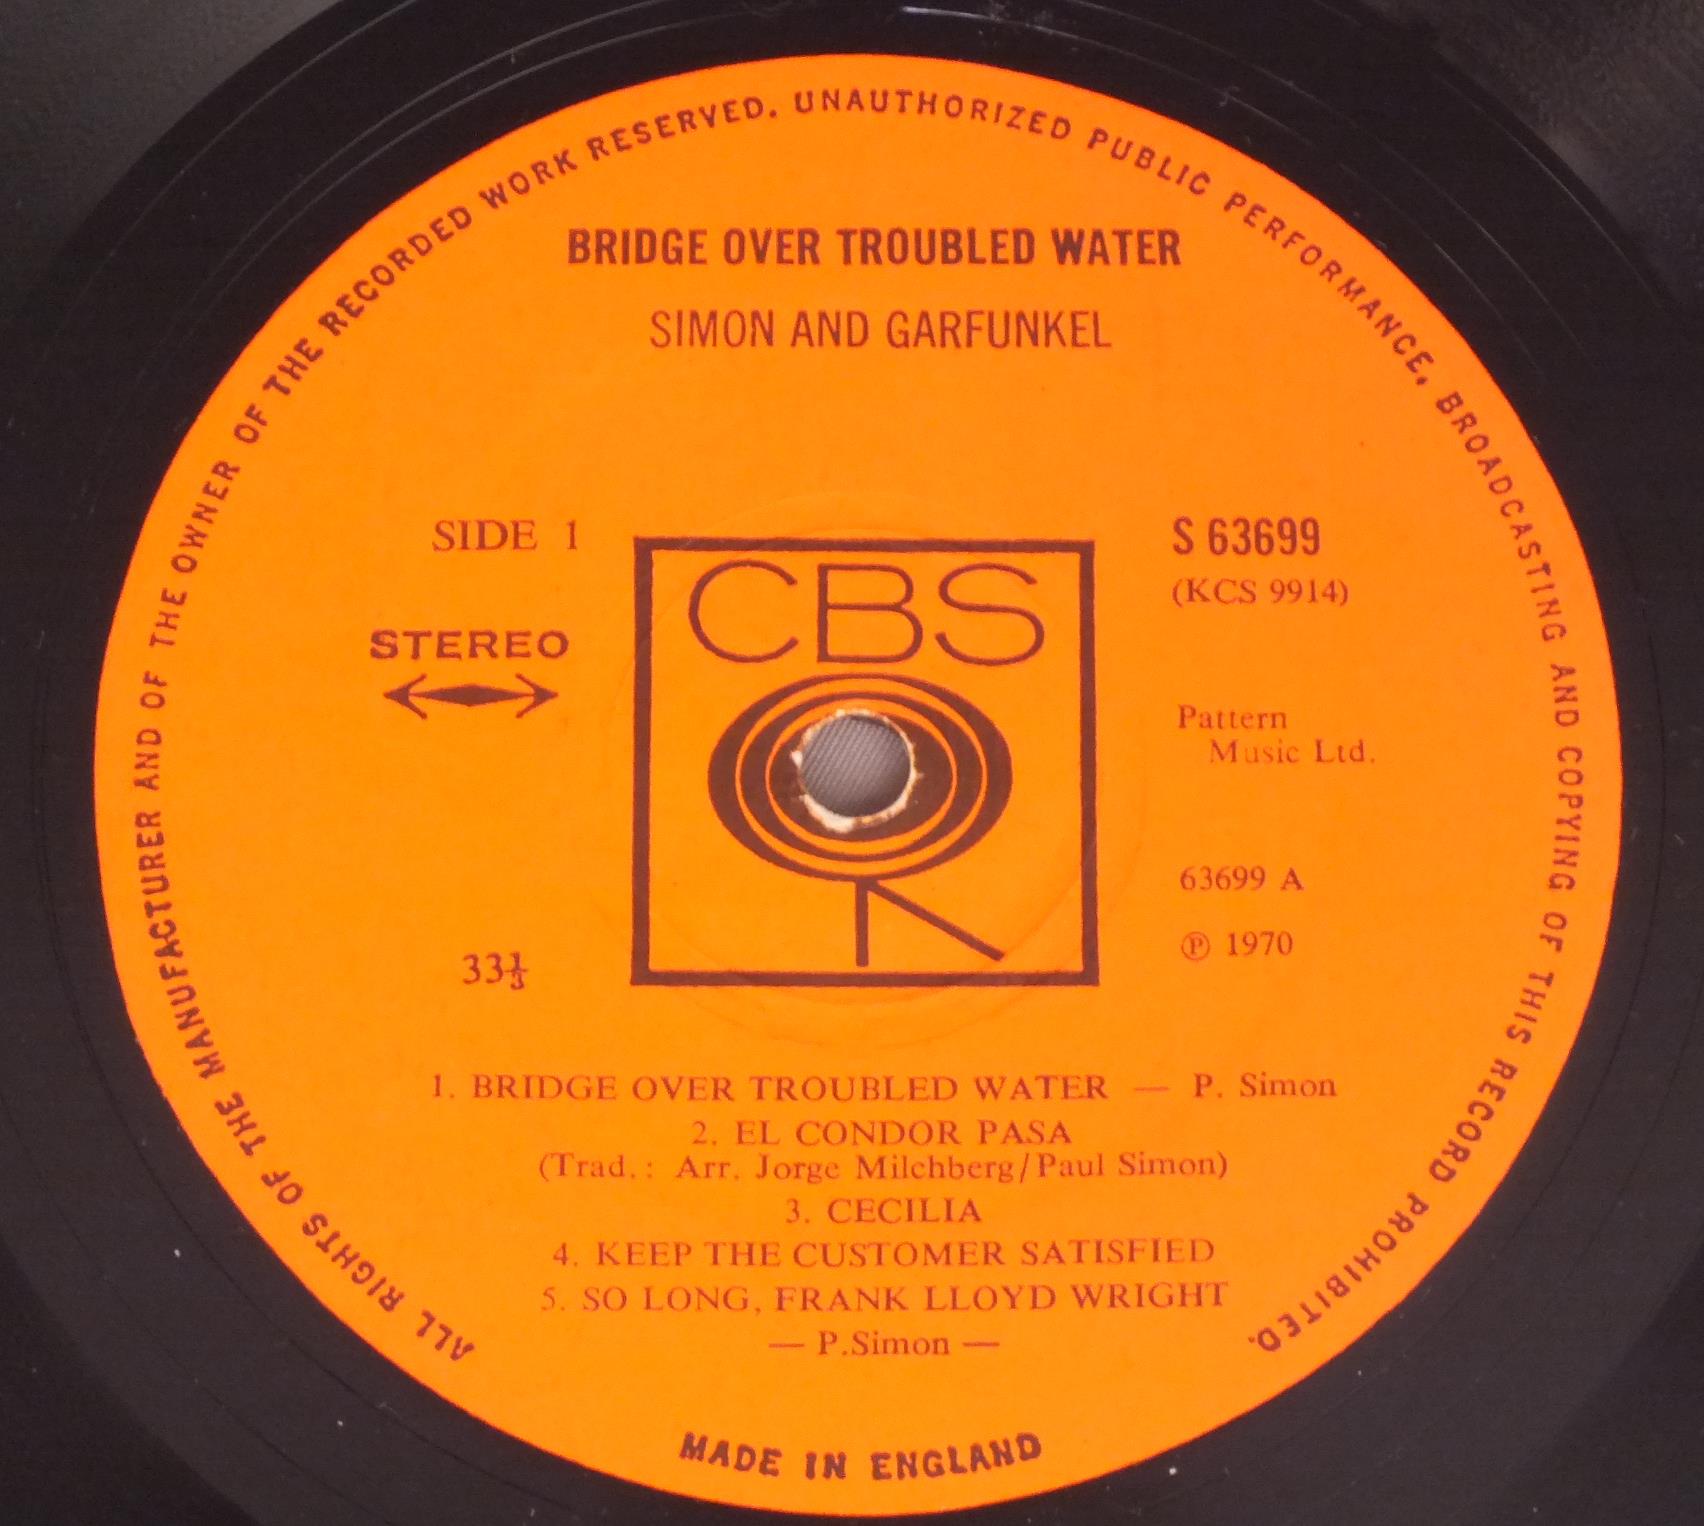 ALL RIGHTS OF THE MANUFACTURER AND OF THE OWNER OF THE RECORDED WORK RESERVED. UNAUTHORIZED PUBLIC PERFORMANCE, BROADCASTING AND COPYING OF THIS RECORD PROHIBITED.
BRIDGE OVER TROUBLED WATER
SIMON AND GARFUNKEL
SIDE 1
STEREO
33⅓
CBS
S 63699
(KCS 9914)
Pattern
Music Ltd.
63699 A
℗ 1970
1. BRIDGE OVER TROUBLED WATER — P. Simon
2. EL CONDOR PASA
(Trad.: Arr. Jorge Milchberg/Paul Simon)
3. CECILIA
4. KEEP THE CUSTOMER SATISFIED
5. SO LONG, FRANK LLOYD WRIGHT
— P.Simon —
MADE IN ENGLAND